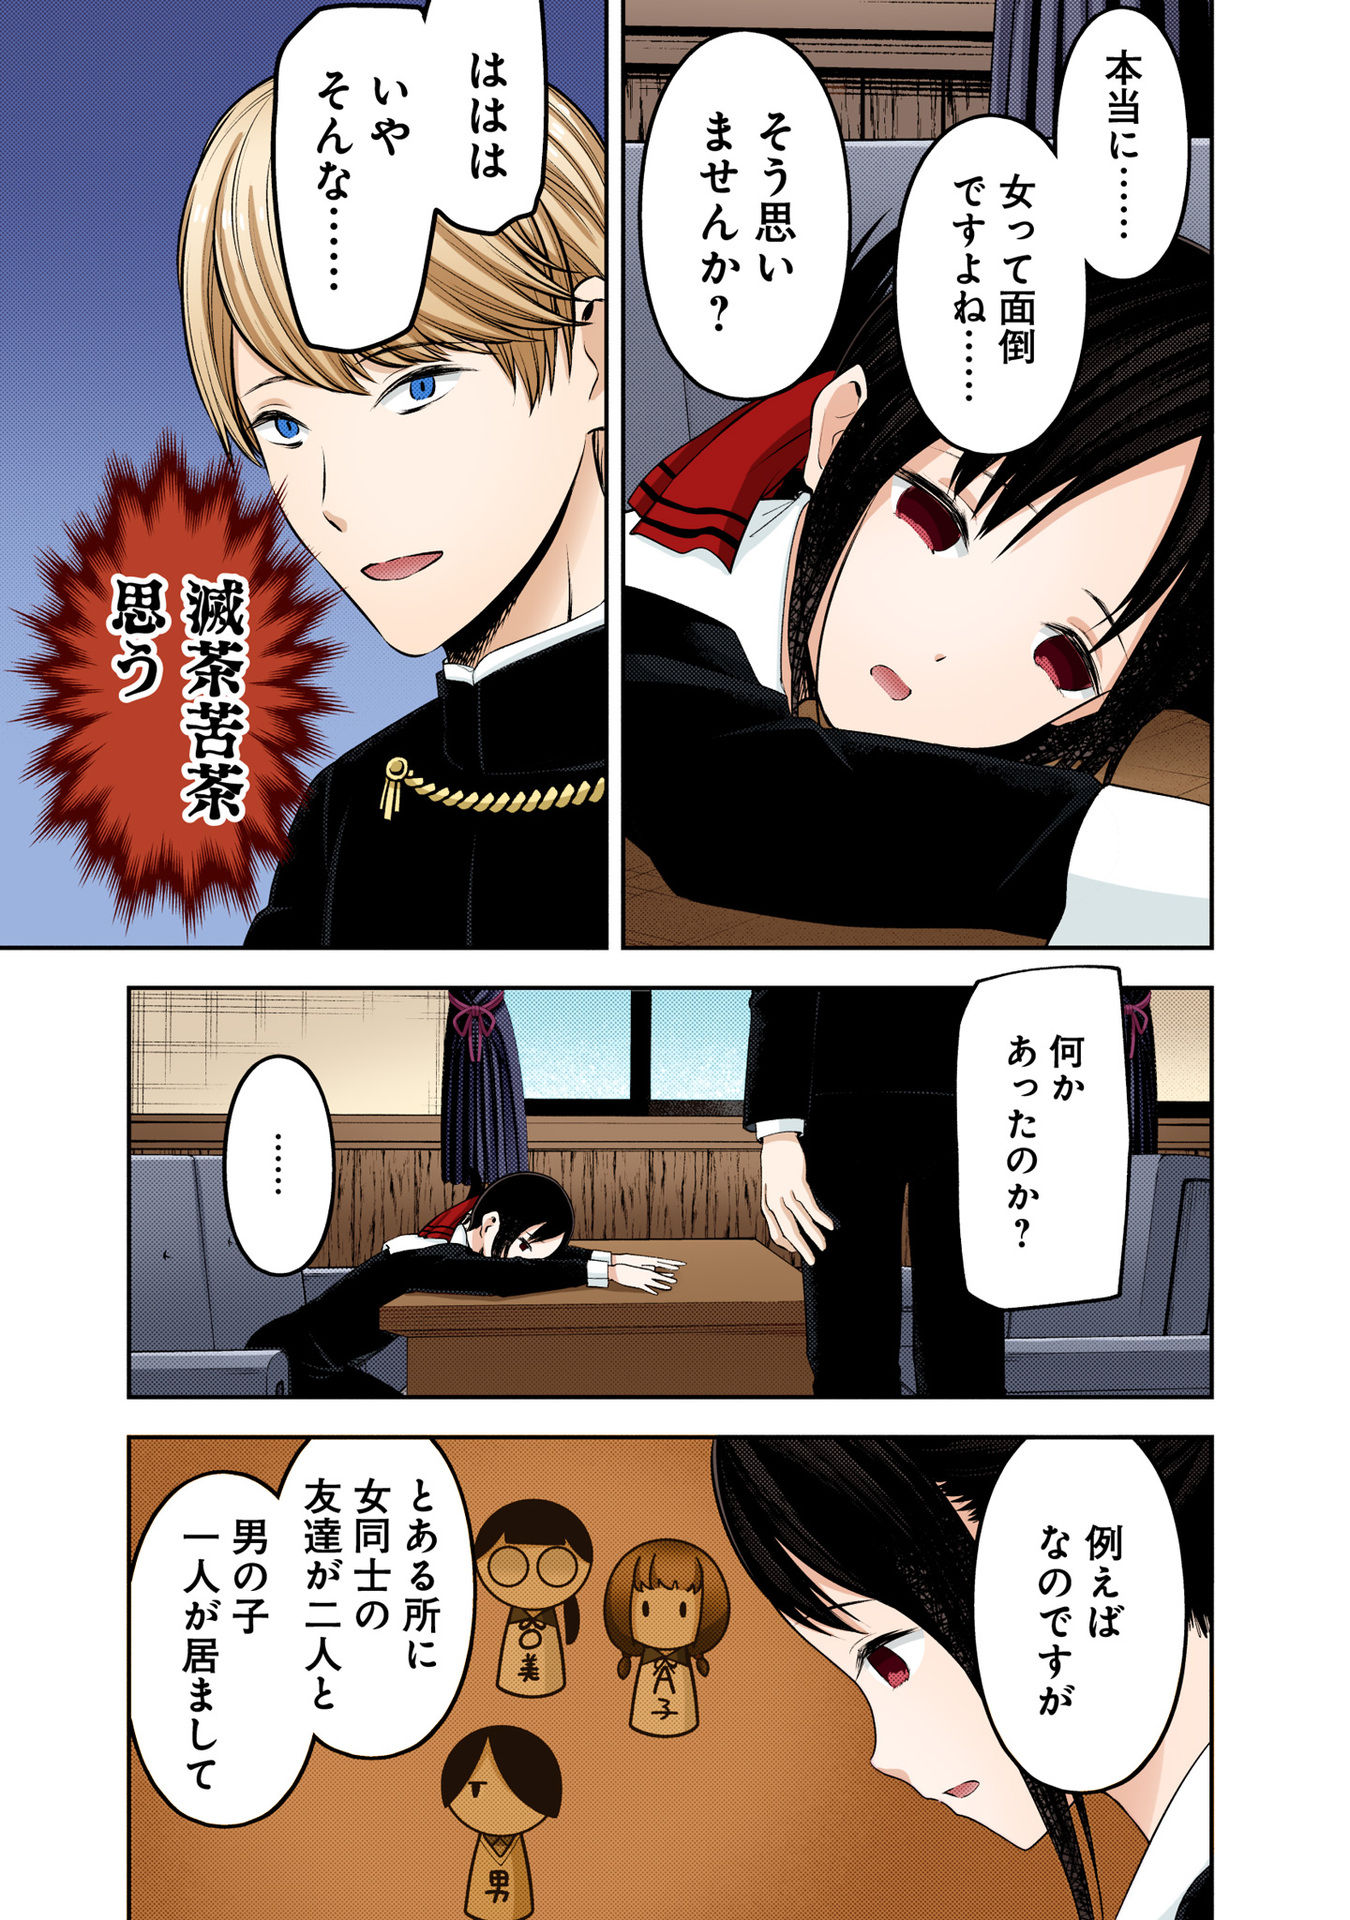 本当に……
女って面倒
ですよね……
そう思い
ませんか？
ははは
いや
そんな……
滅茶苦茶
思う
何か
あったのか？
……
例えば
なのですが
とある所に
女同士の
友達が二人と
男の子
一人が居まして
A子
〇美
男